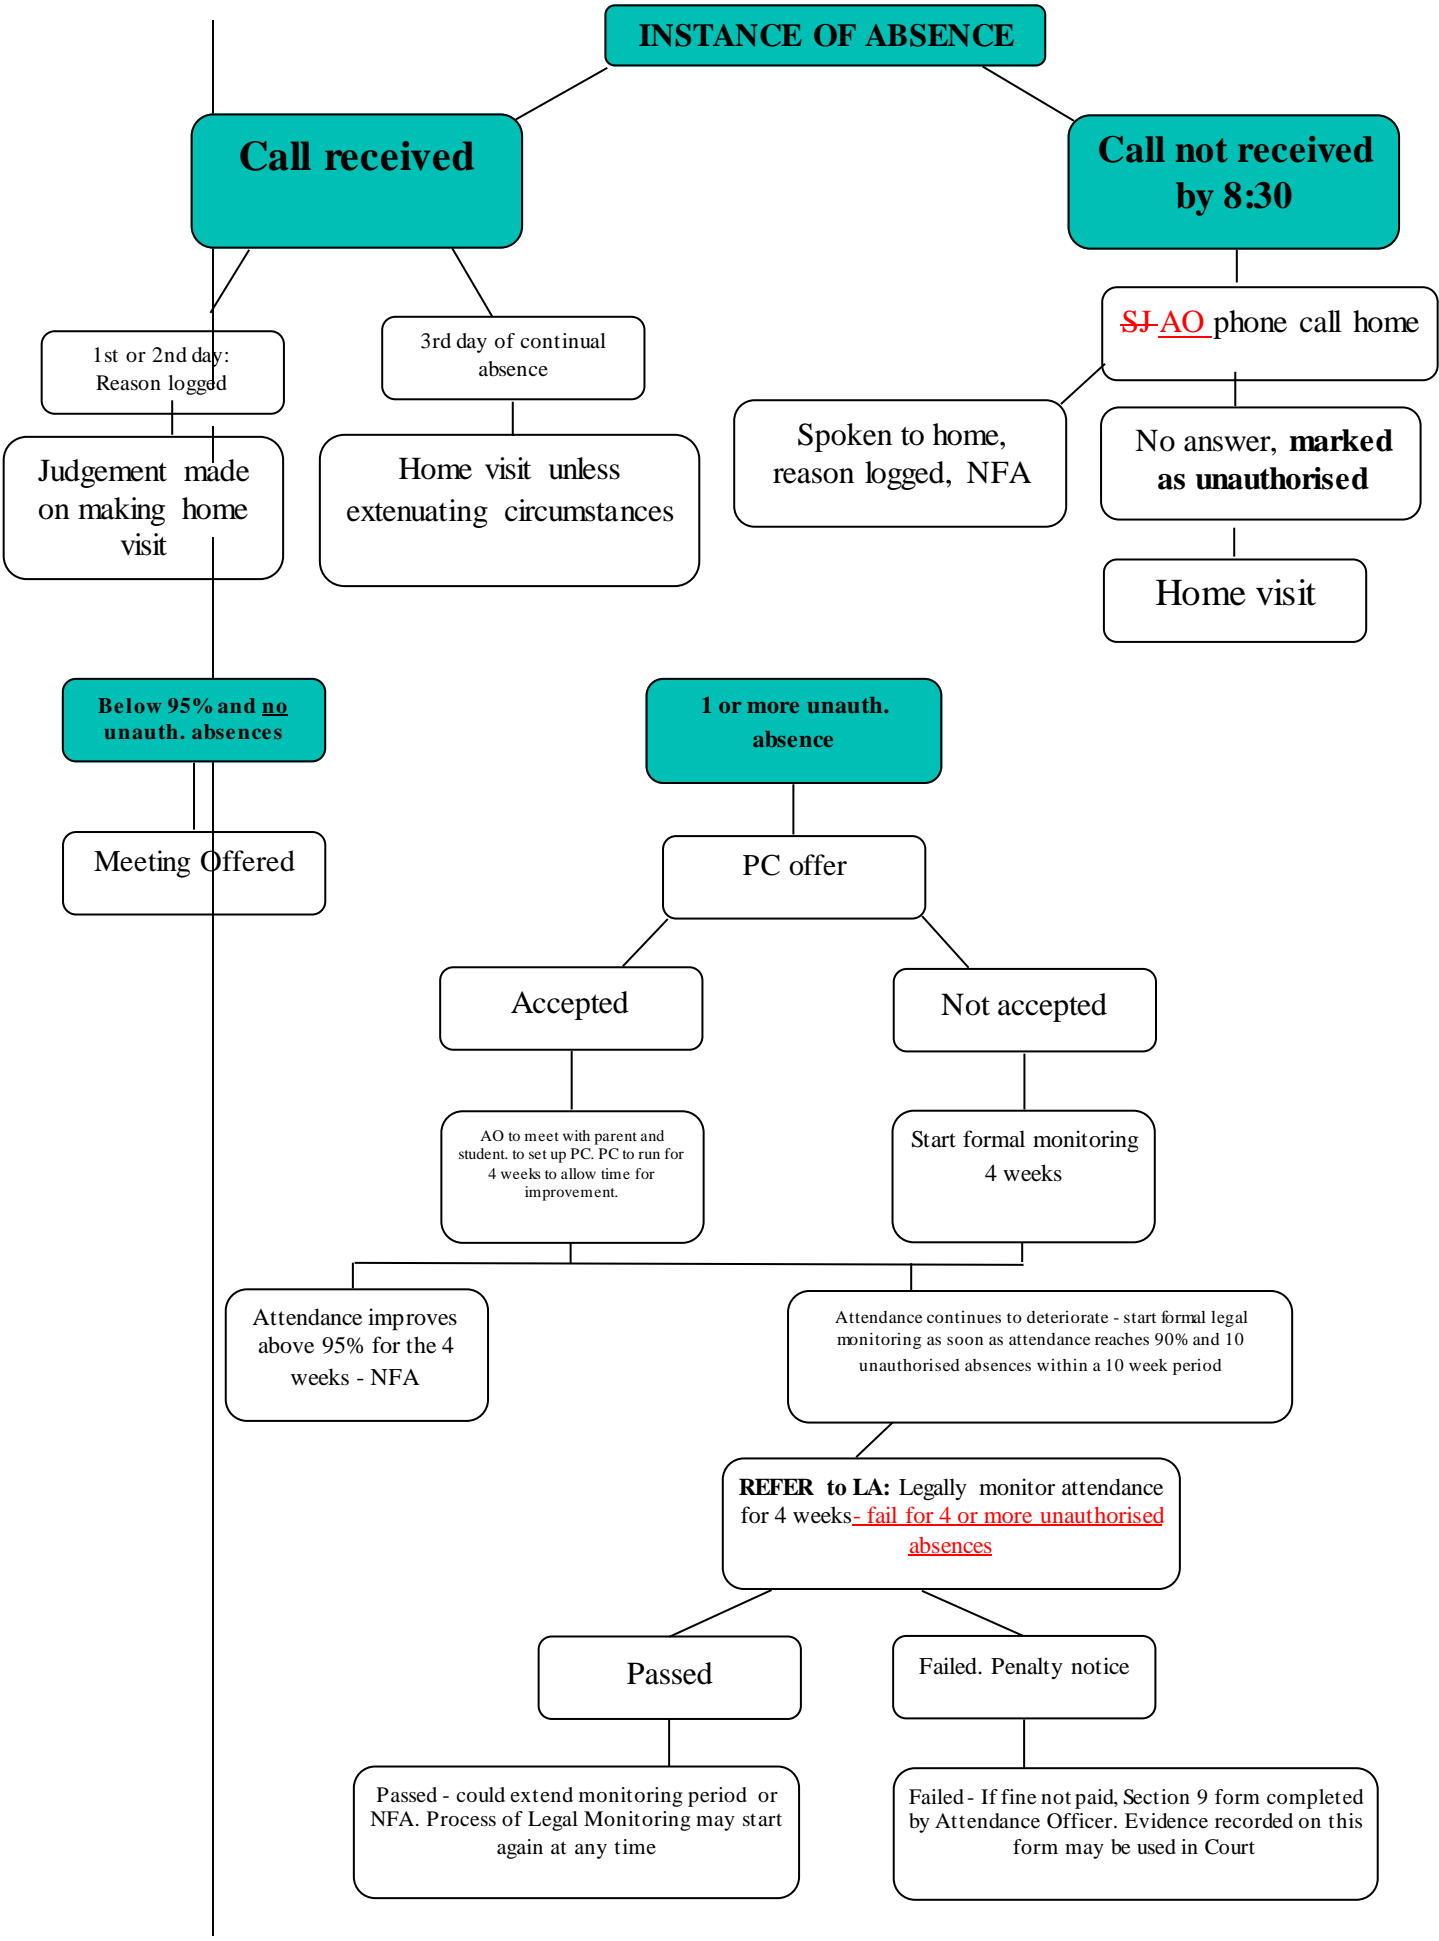 INSTANCE OF ABSENCE
Call received
Call not received
by 8:30
1st or 2nd day:
Reason logged
3rd day of continual
absence
SJ AO phone call home
Judgement made
on making home
visit
Home visit unless
extenuating circumstances
Spoken to home,
reason logged, NFA
No answer, marked
as unauthorised
Home visit
Below 95% and no
unauth. absences
1 or more unauth.
absence
Meeting Offered
PC offer
Accepted
Not accepted
AO to meet with parent and
student. to set up PC. PC to run for
4 weeks to allow time for
improvement.
Start formal monitoring
4 weeks
Attendance improves
above 95% for the 4
weeks - NFA
Attendance continues to deteriorate - start formal legal
monitoring as soon as attendance reaches 90% and 10
unauthorised absences within a 10 week period
REFER to LA: Legally monitor attendance
for 4 weeks- fail for 4 or more unauthorised
absences
Passed
Failed. Penalty notice
Passed - could extend monitoring period or
NFA. Process of Legal Monitoring may start
again at any time
Failed - If fine not paid, Section 9 form completed
by Attendance Officer. Evidence recorded on this
form may be used in Court